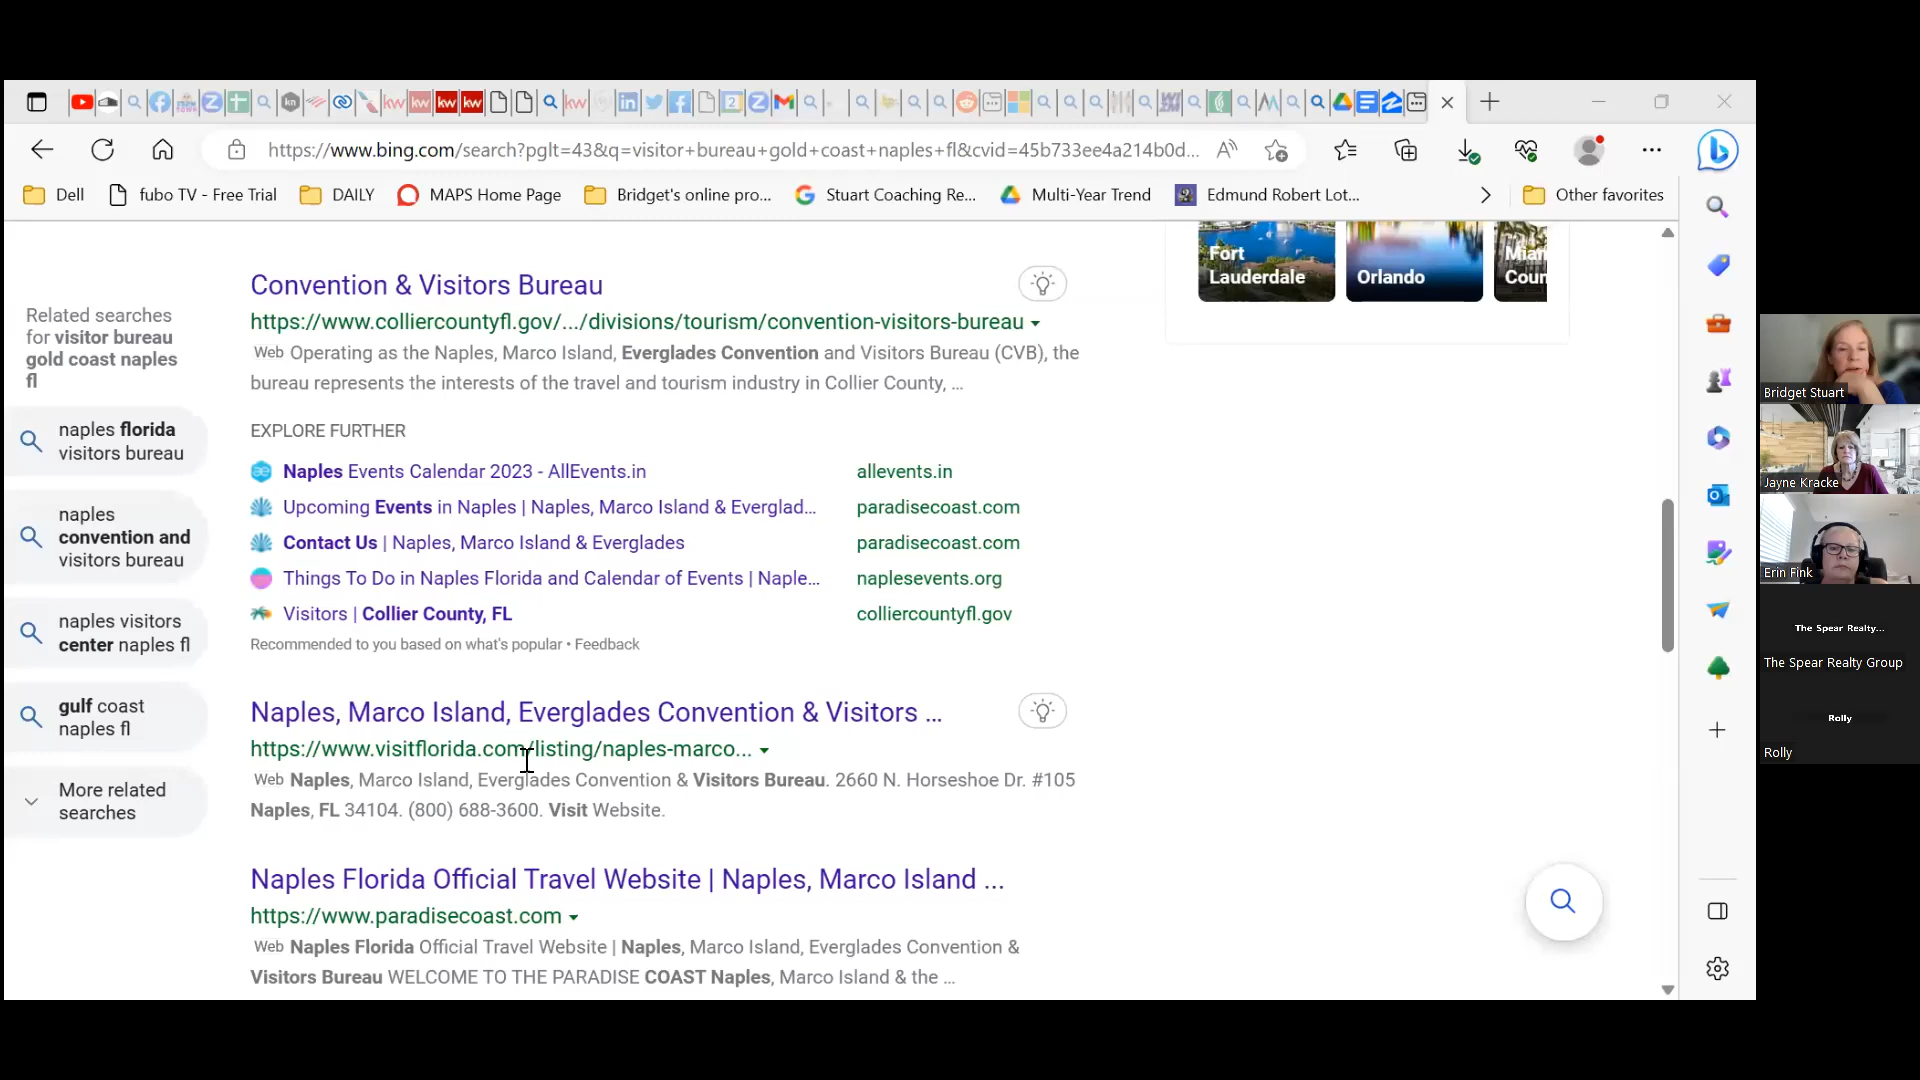 https://www.bing.com/search?pglt=43&q=visitor+bureau+gold+coast+naples+fl&cvid=45b733ee4a214b0d...
Dell
fubo TV - Free Trial
DAILY
MAPS Home Page
Bridget's online pro...
Stuart Coaching Re...
Multi-Year Trend
Edmund Robert Lot...
Other favorites
Related searches
for visitor bureau
gold coast naples
fl
naples florida
visitors bureau
naples
convention and
visitors bureau
naples visitors
center naples fl
gulf coast
naples fl
More related
searches
Convention & Visitors Bureau
https://www.colliercountyfl.gov/.../divisions/tourism/convention-visitors-bureau
Web Operating as the Naples, Marco Island, Everglades Convention and Visitors Bureau (CVB), the
bureau represents the interests of the travel and tourism industry in Collier County, ...
EXPLORE FURTHER
Naples Events Calendar 2023 - AllEvents.in allevents.in
Upcoming Events in Naples | Naples, Marco Island & Everglad... paradisecoast.com
Contact Us | Naples, Marco Island & Everglades paradisecoast.com
Things To Do in Naples Florida and Calendar of Events | Naple... naplesevents.org
Visitors | Collier County, FL colliercountyfl.gov
Recommended to you based on what's popular • Feedback
Naples, Marco Island, Everglades Convention & Visitors ...
https://www.visitflorida.com/listing/naples-marco...
Web Naples, Marco Island, Everglades Convention & Visitors Bureau. 2660 N. Horseshoe Dr. #105
Naples, FL 34104. (800) 688-3600. Visit Website.
Naples Florida Official Travel Website | Naples, Marco Island ...
https://www.paradisecoast.com
Web Naples Florida Official Travel Website | Naples, Marco Island, Everglades Convention &
Visitors Bureau WELCOME TO THE PARADISE COAST Naples, Marco Island & the ...
Fort
Lauderdale
Orlando
Bridget Stuart
Jayne Kracke
Erin Fink
The Spear Realty...
The Spear Realty Group
Rolly
Rolly